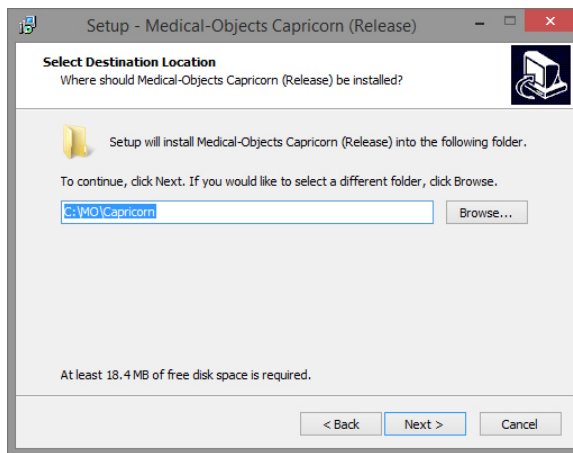 Setup - Medical-Objects Capricorn (Release)
Select Destination Location
Where should Medical-Objects Capricorn (Release) be installed?
Setup will install Medical-Objects Capricorn (Release) into the following folder.
To continue, click Next. If you would like to select a different folder, click Browse.
C:\MO\Capricorn
Browse...
At least 18.4 MB of free disk space is required.
< Back
Next >
Cancel